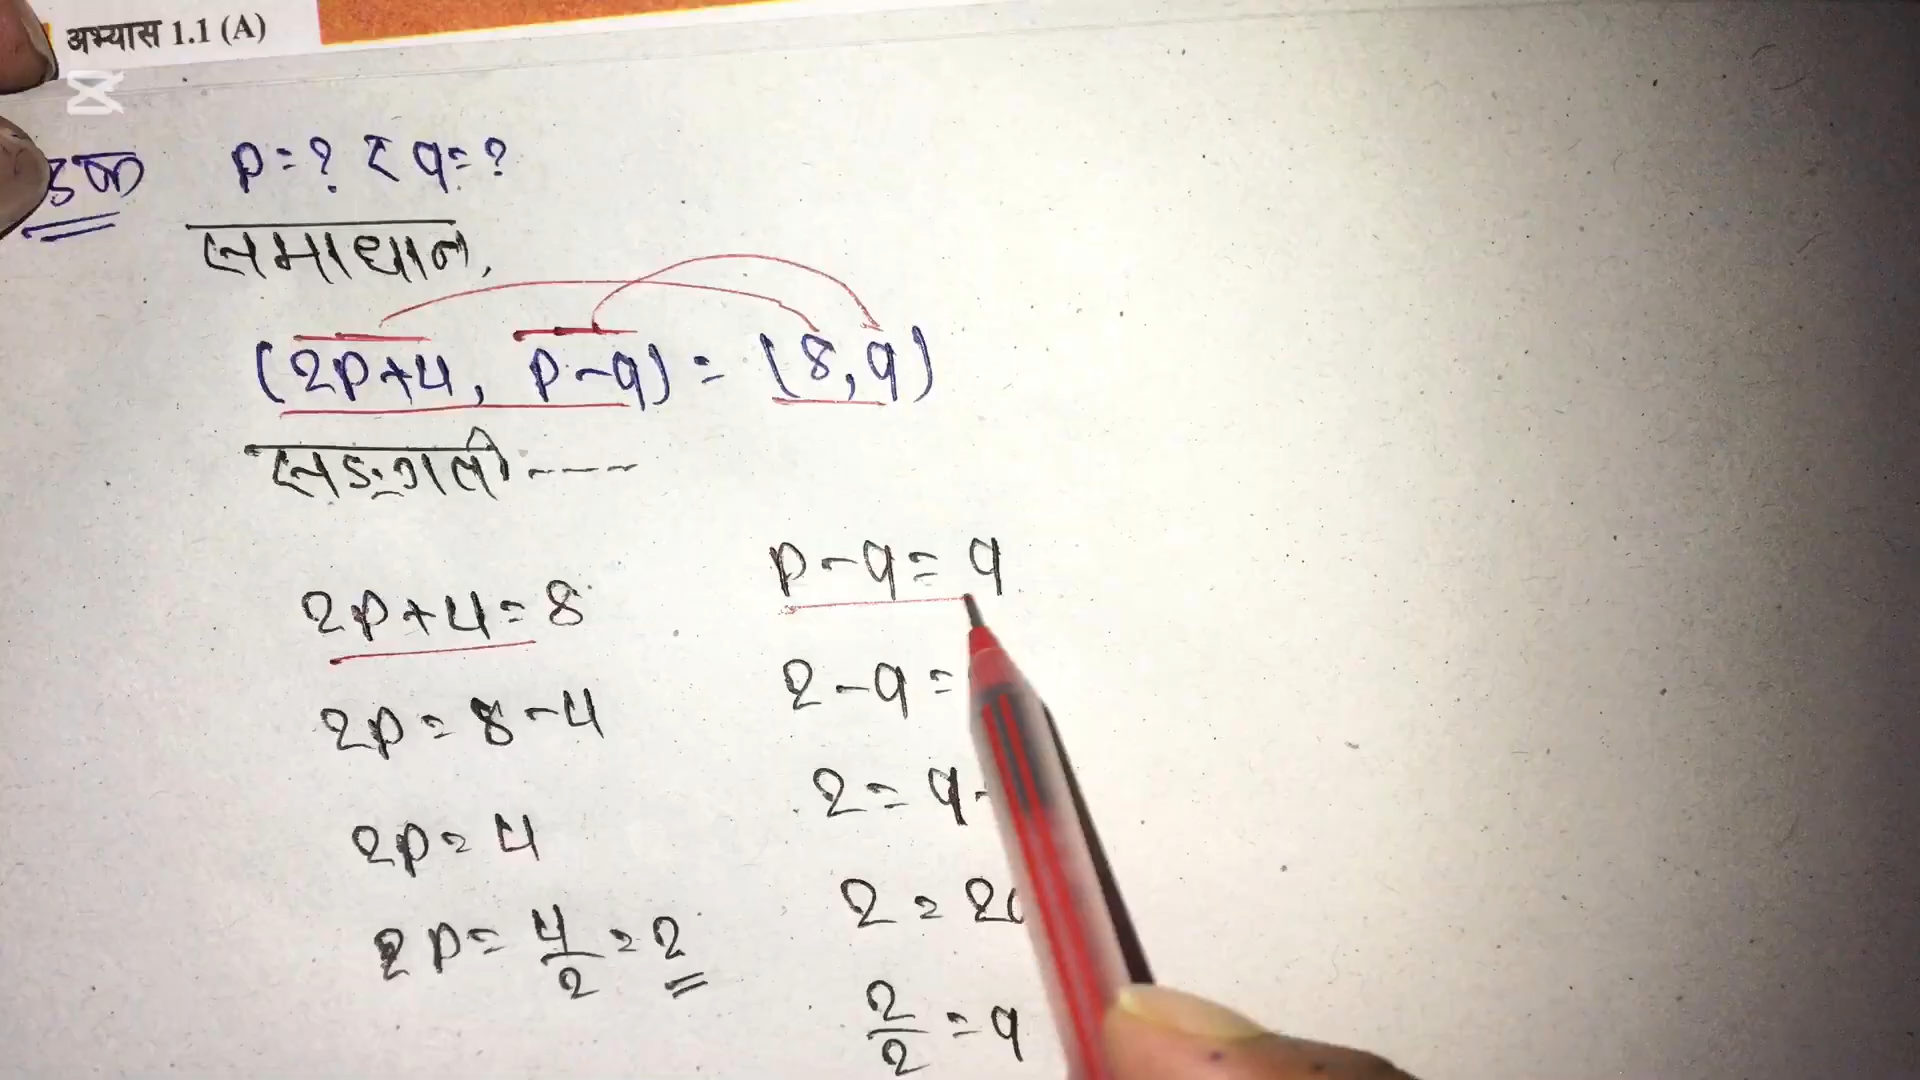 अभ्यास 1.1 (A)
p = ? र q = ?
समाधान,
(2p+4, p-q) = (8, q)
सङ्गती----
2p+4 = 8
2p = 8-4
2p = 4
2p = 4/2 = 2
p-q = q
2-q =
2 = q
2 = 2
2/2 = q